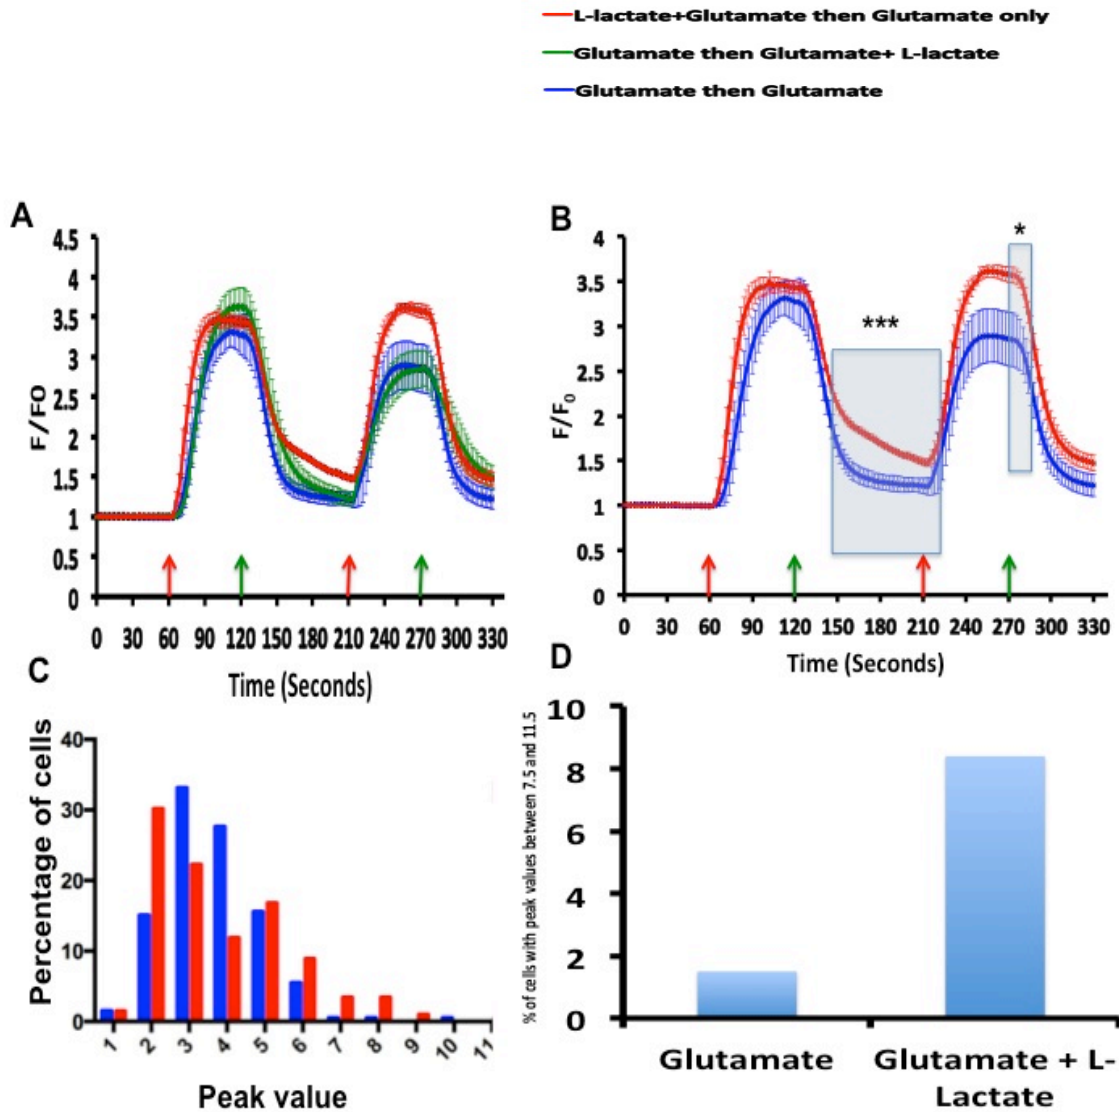 L-lactate+Glutamate then Glutamate only
Glutamate then Glutamate+ L-lactate
Glutamate then Glutamate
A
F/FO
4.5
4
3.5
3
2.5
2
1.5
1
0.5
0
0 30 60 90 120 150 180 210 240 270 300 330
Time (Seconds)
B
F/F0
4
3.5
3
2.5
2
1.5
1
0.5
0
***
*
0 30 60 90 120 150 180 210 240 270 300 330
Time (Seconds)
C
Percentage of cells
40
30
20
10
0
1 2 3 4 5 6 7 8 9 10 11
Peak value
D
% of cells with peak values between 7.5 and 11.5
10
8
6
4
2
0
Glutamate
Glutamate + L-
Lactate